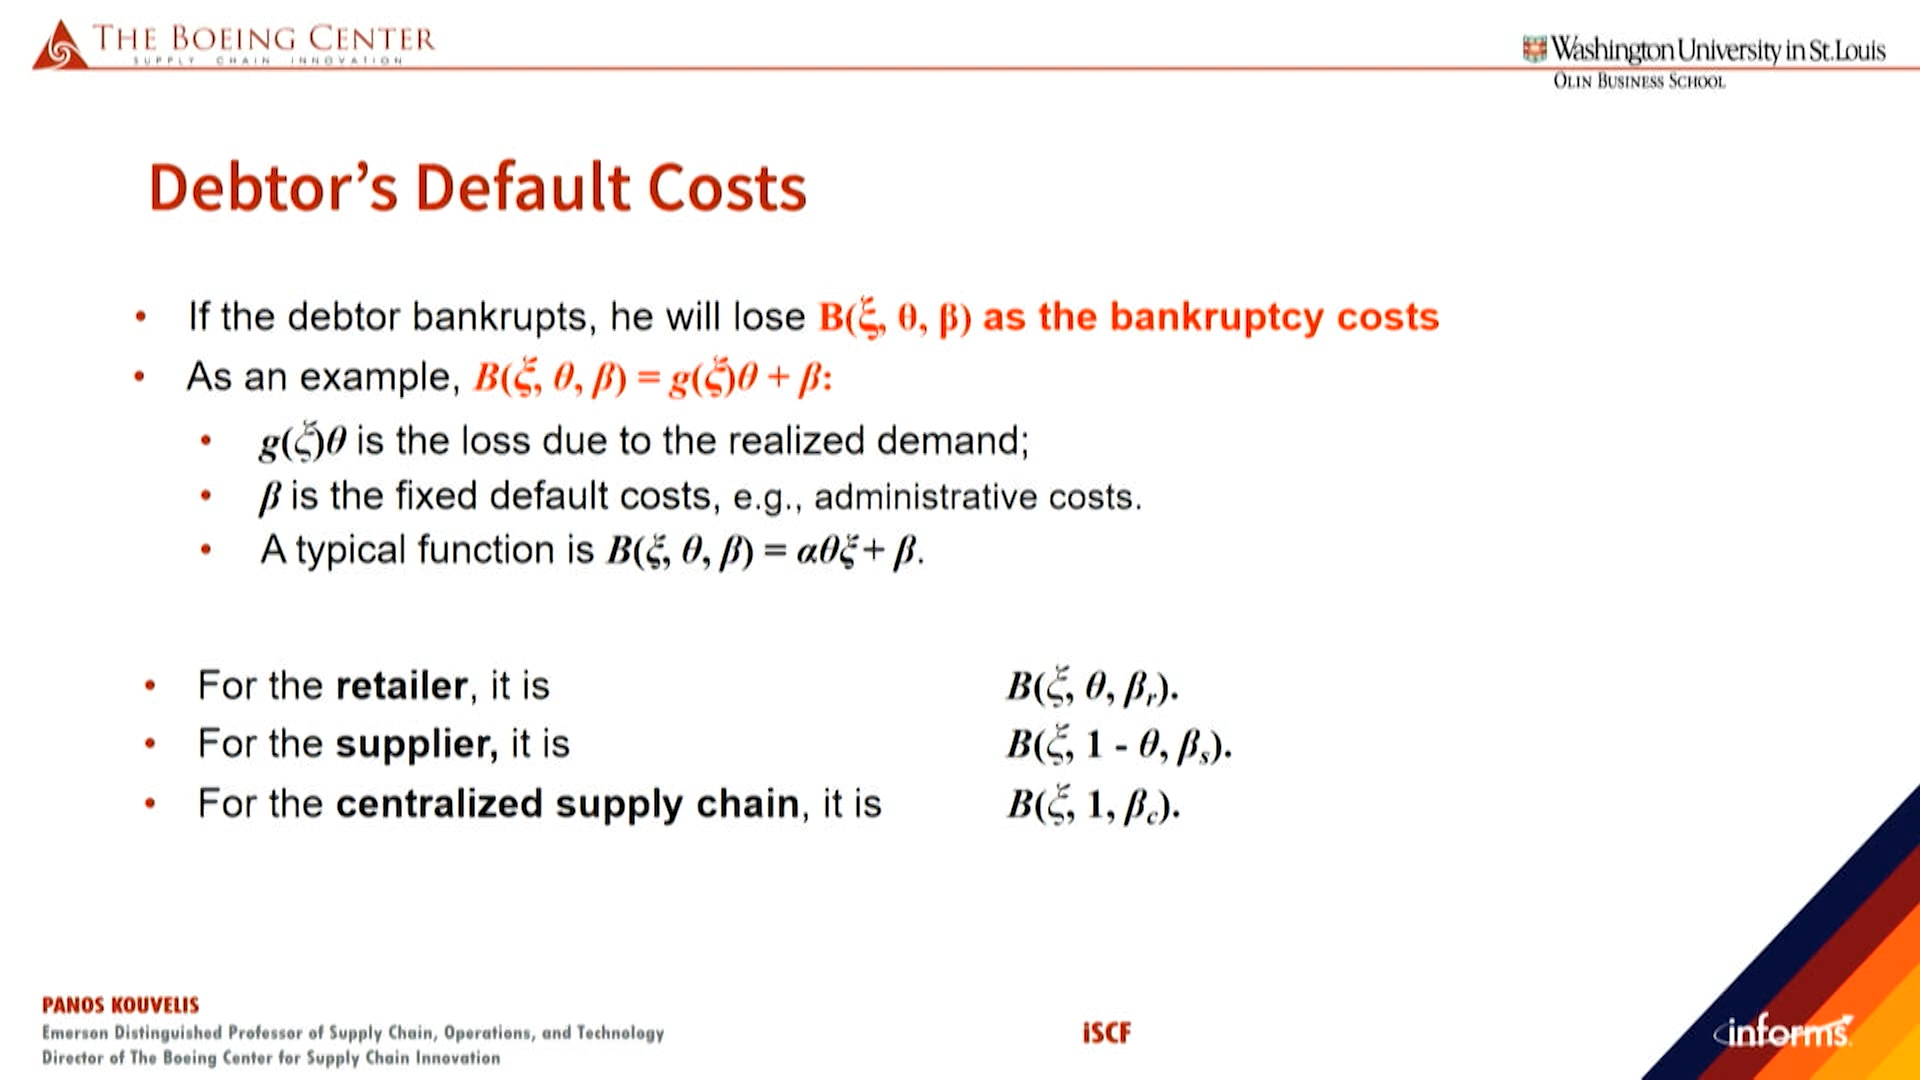 THE BOEING CENTER
SUPPLY CHAIN INNOVATION
Washington University in St. Louis
OLIN BUSINESS SCHOOL
Debtor's Default Costs
• If the debtor bankrupts, he will lose B(ξ, θ, β) as the bankruptcy costs
• As an example, B(ξ, θ, β) = g(ξ)θ + β:
• g(ξ)θ is the loss due to the realized demand;
• β is the fixed default costs, e.g., administrative costs.
• A typical function is B(ξ, θ, β) = αθξ + β.
• For the retailer, it is B(ξ, θ, βr).
• For the supplier, it is B(ξ, 1 - θ, βs).
• For the centralized supply chain, it is B(ξ, 1, βc).
PANOS KOUVELIS
Emerson Distinguished Professor of Supply Chain, Operations, and Technology
Director of The Boeing Center for Supply Chain Innovation
iSCF
informs